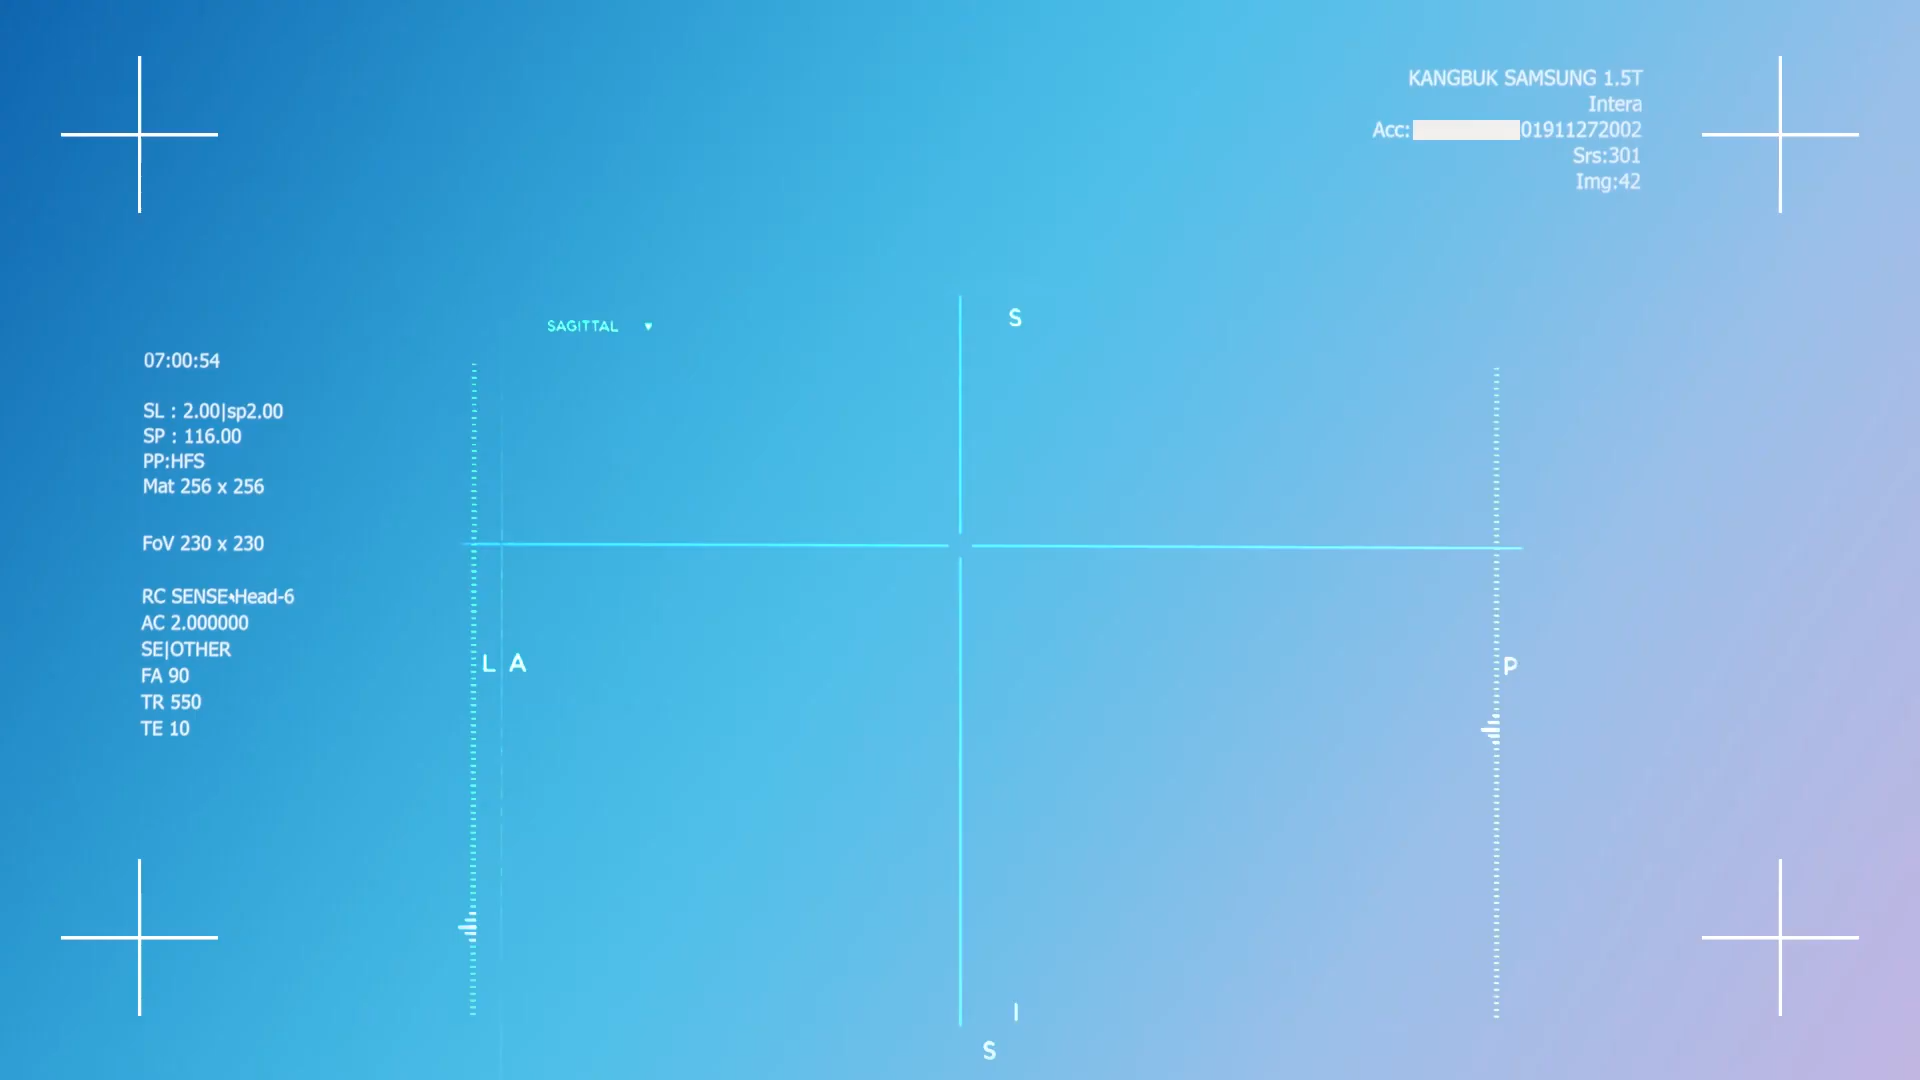 KANGBUK SAMSUNG 1.5T
Intera
Acc: 01911272002
Srs:301
Img:42
S
SAGITTAL
07:00:54
SL : 2.00|sp2.00
SP : 116.00
PP:HFS
Mat 256 x 256
FoV 230 x 230
RC SENSE-Head-6
AC 2.000000
SE|OTHER
FA 90
TR 550
TE 10
L A
P
I
S